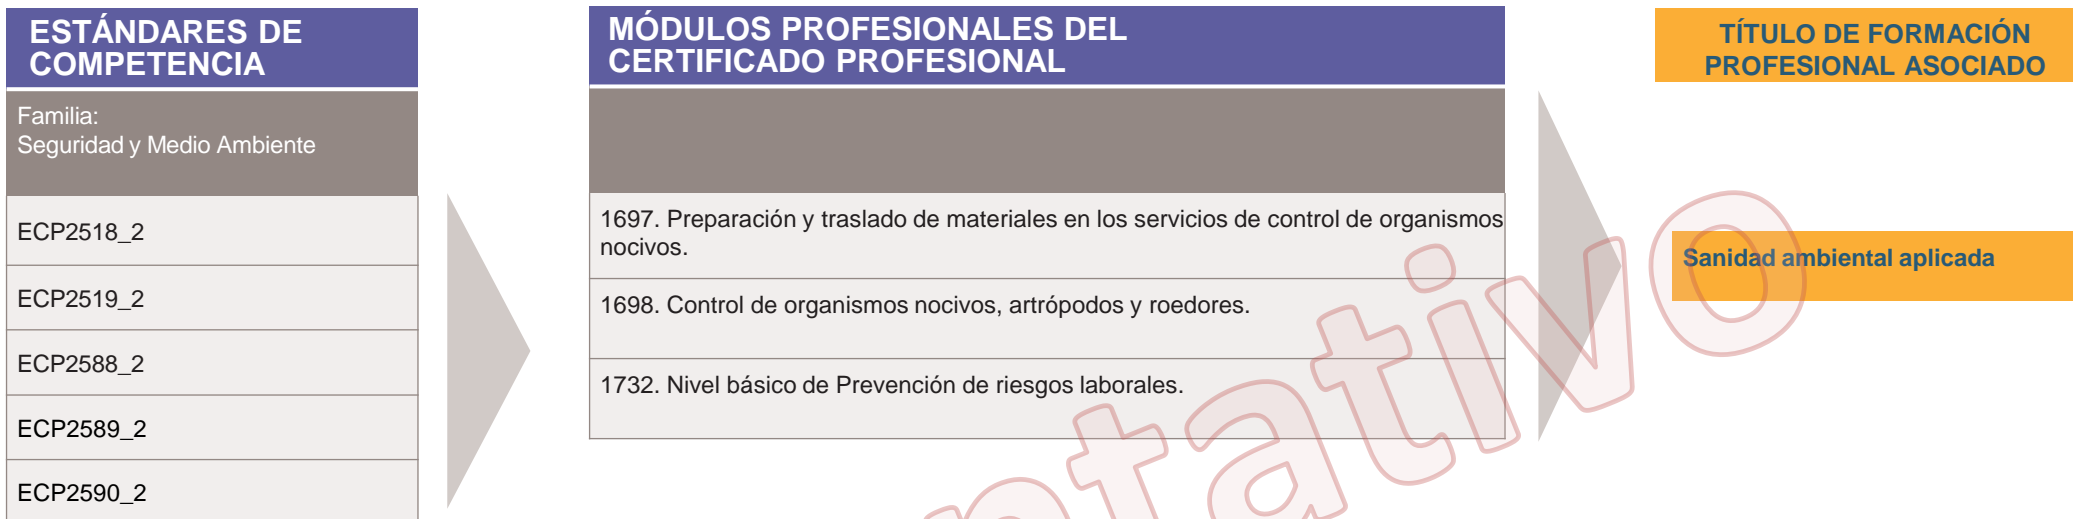 ESTÁNDARES DE
COMPETENCIA
Familia:
Seguridad y Medio Ambiente
ECP2518_2
ECP2519_2
ECP2588_2
ECP2589_2
ECP2590_2
MÓDULOS PROFESIONALES DEL
CERTIFICADO PROFESIONAL
1697. Preparación y traslado de materiales en los servicios de control de organismos
nocivos.
1698. Control de organismos nocivos, artrópodos y roedores.
1732. Nivel básico de Prevención de riesgos laborales.
TÍTULO DE FORMACIÓN
PROFESIONAL ASOCIADO
Sanidad ambiental aplicada